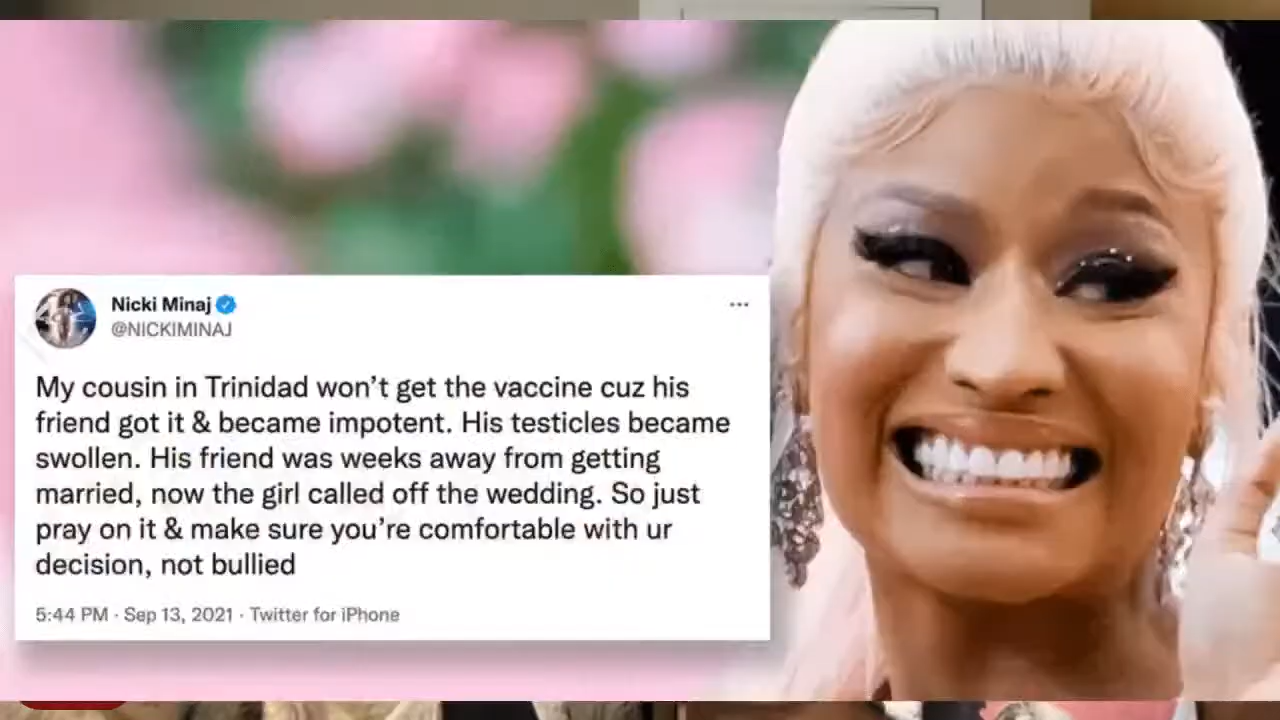 Nicki Minaj
@NICKIMINAJ
My cousin in Trinidad won’t get the vaccine cuz his
friend got it & became impotent. His testicles became
swollen. His friend was weeks away from getting
married, now the girl called off the wedding. So just
pray on it & make sure you’re comfortable with ur
decision, not bullied
5:44 PM · Sep 13, 2021 · Twitter for iPhone